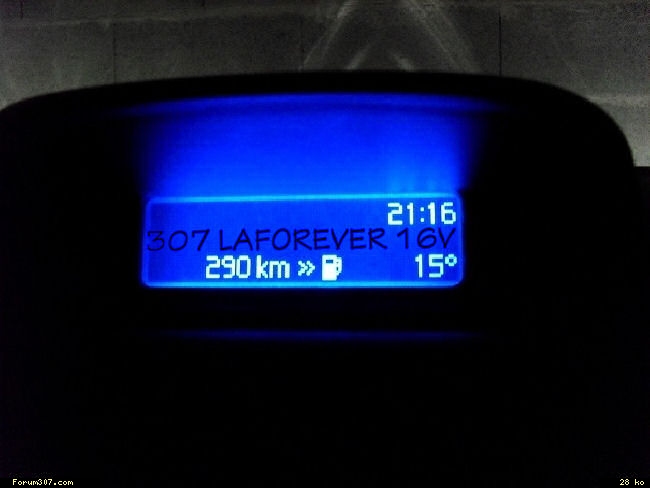 21:16
307 LAFOREVER 16V
290 km » 15°
Forum307.com 28 ko